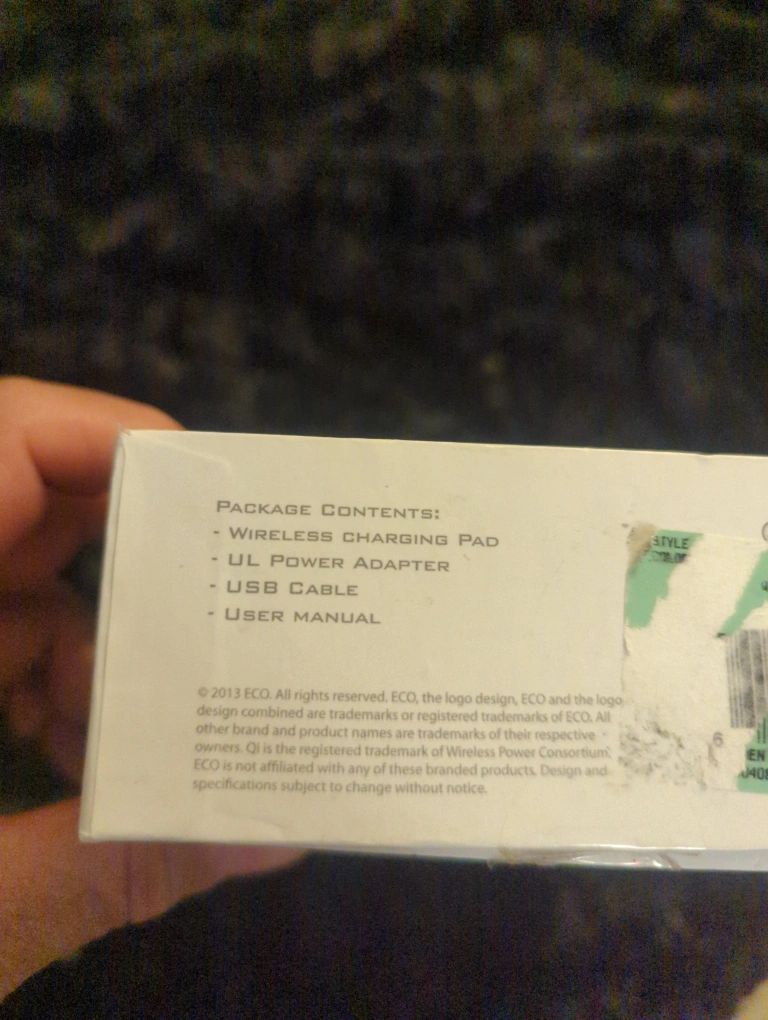 PACKAGE CONTENTS:
- WIRELESS CHARGING PAD
- UL POWER ADAPTER
- USB CABLE
- USER MANUAL
© 2013 ECO. All rights reserved. ECO, the logo design, ECO and the logo
design combined are trademarks or registered trademarks of ECO. All
other brand and product names are trademarks of their respective
owners. Qi is the registered trademark of Wireless Power Consortium.
ECO is not affiliated with any of these branded products. Design and
specifications subject to change without notice.
STYLE
6
EN